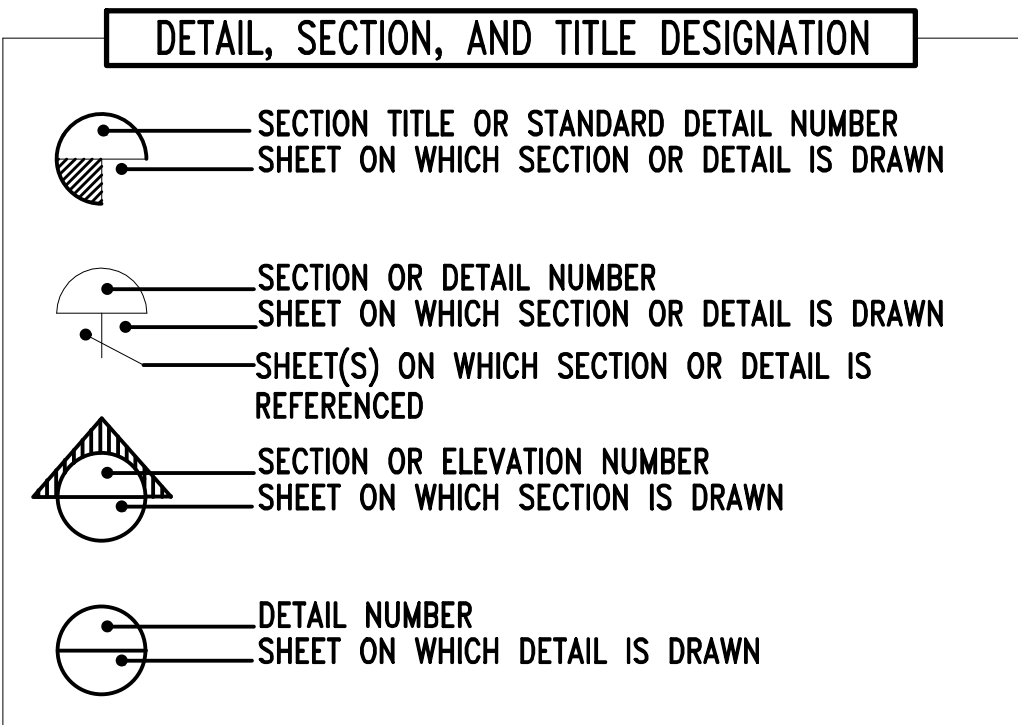 DETAIL, SECTION, AND TITLE DESIGNATION
SECTION TITLE OR STANDARD DETAIL NUMBER
SHEET ON WHICH SECTION OR DETAIL IS DRAWN
SECTION OR DETAIL NUMBER
SHEET ON WHICH SECTION OR DETAIL IS DRAWN
SHEET(S) ON WHICH SECTION OR DETAIL IS
REFERENCED
SECTION OR ELEVATION NUMBER
SHEET ON WHICH SECTION IS DRAWN
DETAIL NUMBER
SHEET ON WHICH DETAIL IS DRAWN